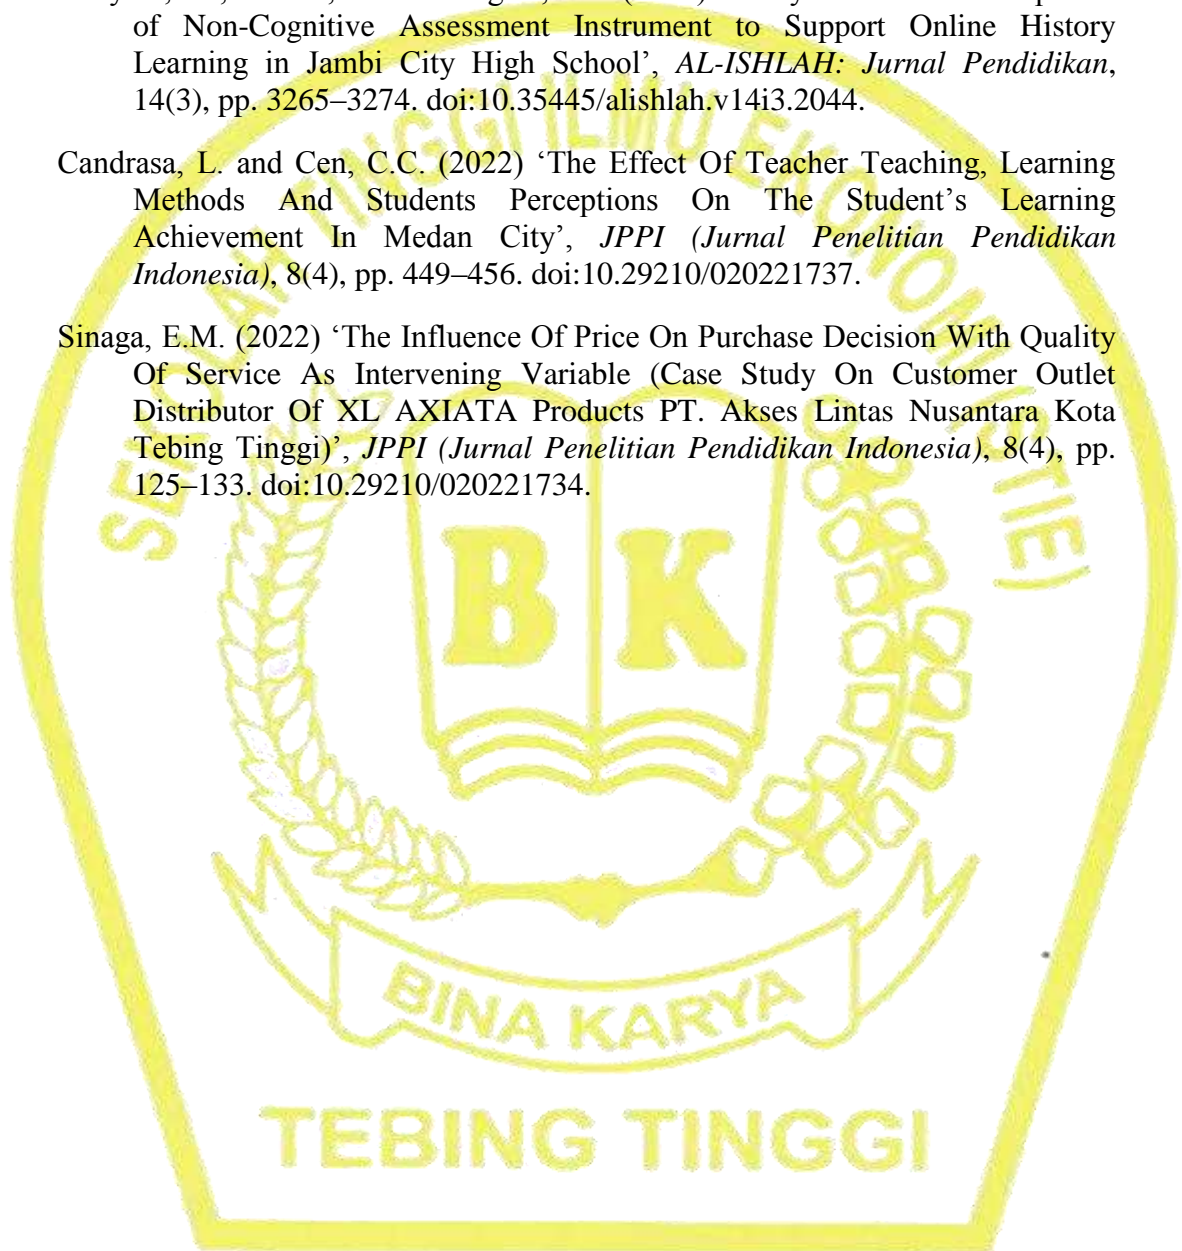 of Non-Cognitive Assessment Instrument to Support Online History
Learning in Jambi City High School’, AL-ISHLAH: Jurnal Pendidikan,
14(3), pp. 3265–3274. doi:10.35445/alishlah.v14i3.2044.
Candrasa, L. and Cen, C.C. (2022) ‘The Effect Of Teacher Teaching, Learning
Methods And Students Perceptions On The Student’s Learning
Achievement In Medan City’, JPPI (Jurnal Penelitian Pendidikan
Indonesia), 8(4), pp. 449–456. doi:10.29210/020221737.
Sinaga, E.M. (2022) ‘The Influence Of Price On Purchase Decision With Quality
Of Service As Intervening Variable (Case Study On Customer Outlet
Distributor Of XL AXIATA Products PT. Akses Lintas Nusantara Kota
Tebing Tinggi)’, JPPI (Jurnal Penelitian Pendidikan Indonesia), 8(4), pp.
125–133. doi:10.29210/020221734.
SEKOLAH TINGGI ILMU EKONOMI (STIE)
B K
BINA KARYA
TEBING TINGGI